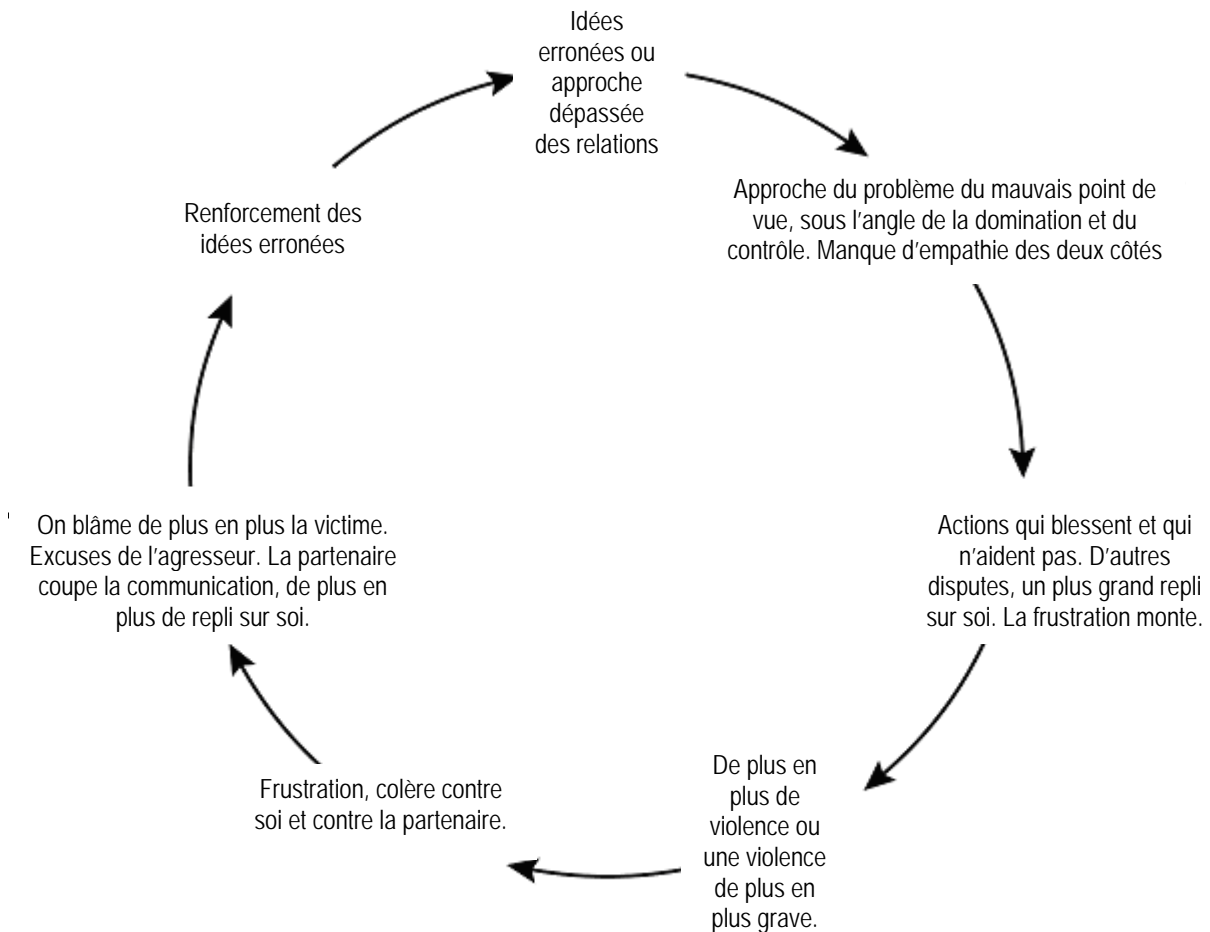 Idées
erronées ou
approche
dépassée
des relations
Approche du problème du mauvais point de
vue, sous l'angle de la domination et du
contrôle. Manque d'empathie des deux côtés
Actions qui blessent et qui
n'aident pas. D'autres
disputes, un plus grand repli
sur soi. La frustration monte.
De plus en
plus de
violence ou
une violence
de plus en
plus grave.
Frustration, colère contre
soi et contre la partenaire.
On blâme de plus en plus la victime.
Excuses de l'agresseur. La partenaire
coupe la communication, de plus en
plus de repli sur soi.
Renforcement des
idées erronées